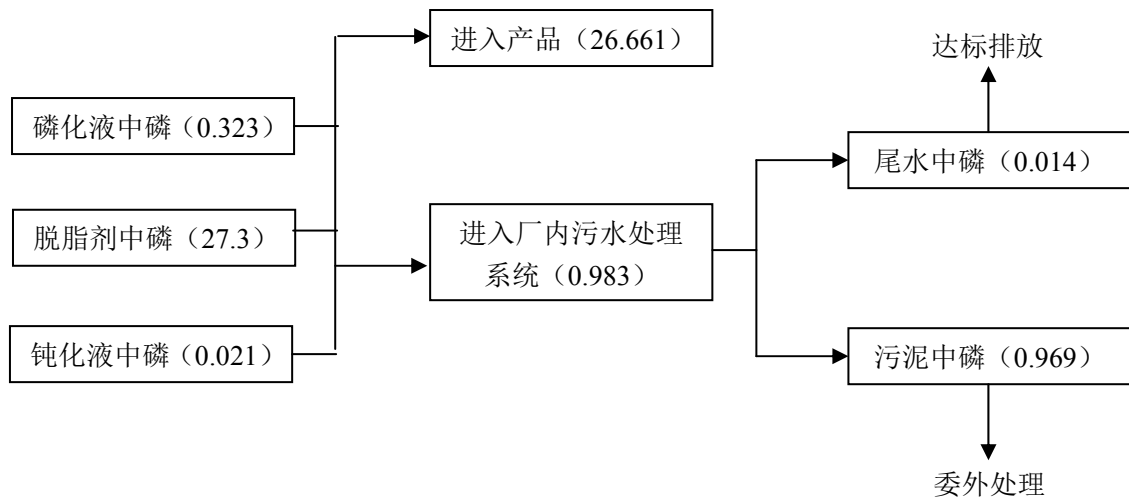 进入产品（26.661）
达标排放
磷化液中磷（0.323）
尾水中磷（0.014）
脱脂剂中磷（27.3）
进入厂内污水处理
系统（0.983）
钝化液中磷（0.021）
污泥中磷（0.969）
委外处理